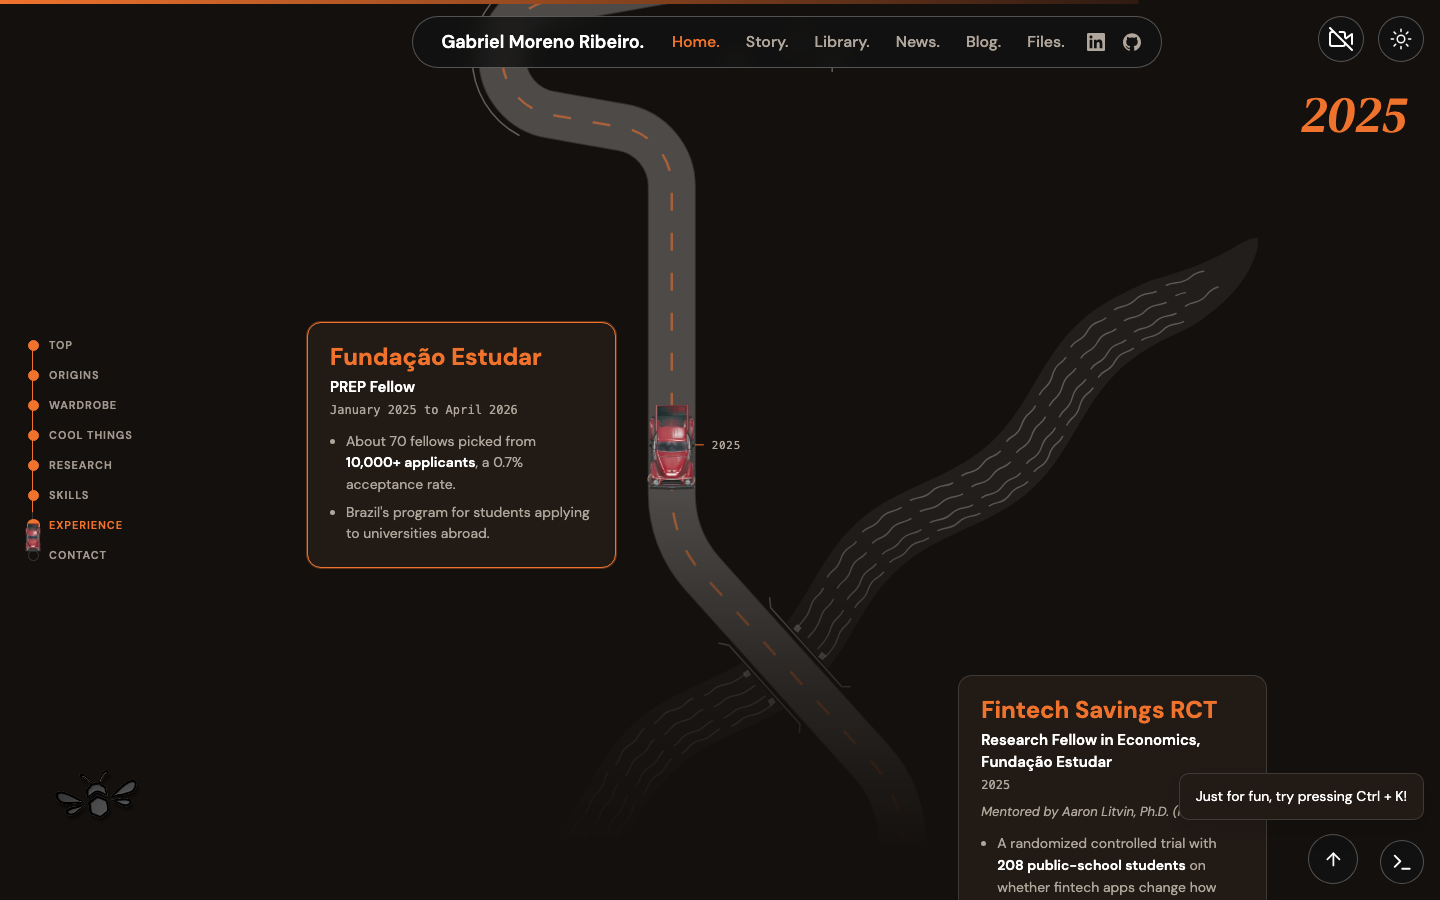 Gabriel Moreno Ribeiro. Home. Story. Library. News. Blog. Files.
2025
TOP
ORIGINS
WARDROBE
COOL THINGS
RESEARCH
SKILLS
EXPERIENCE
CONTACT
Fundação Estudar
PREP Fellow
January 2025 to April 2026
• About 70 fellows picked from
10,000+ applicants, a 0.7%
acceptance rate.
• Brazil's program for students applying
to universities abroad.
2025
Fintech Savings RCT
Research Fellow in Economics,
Fundação Estudar
2025
Mentored by Aaron Litvin, Ph.D.
• A randomized controlled trial with
208 public-school students on
whether fintech apps change how
Just for fun, try pressing Ctrl + K!